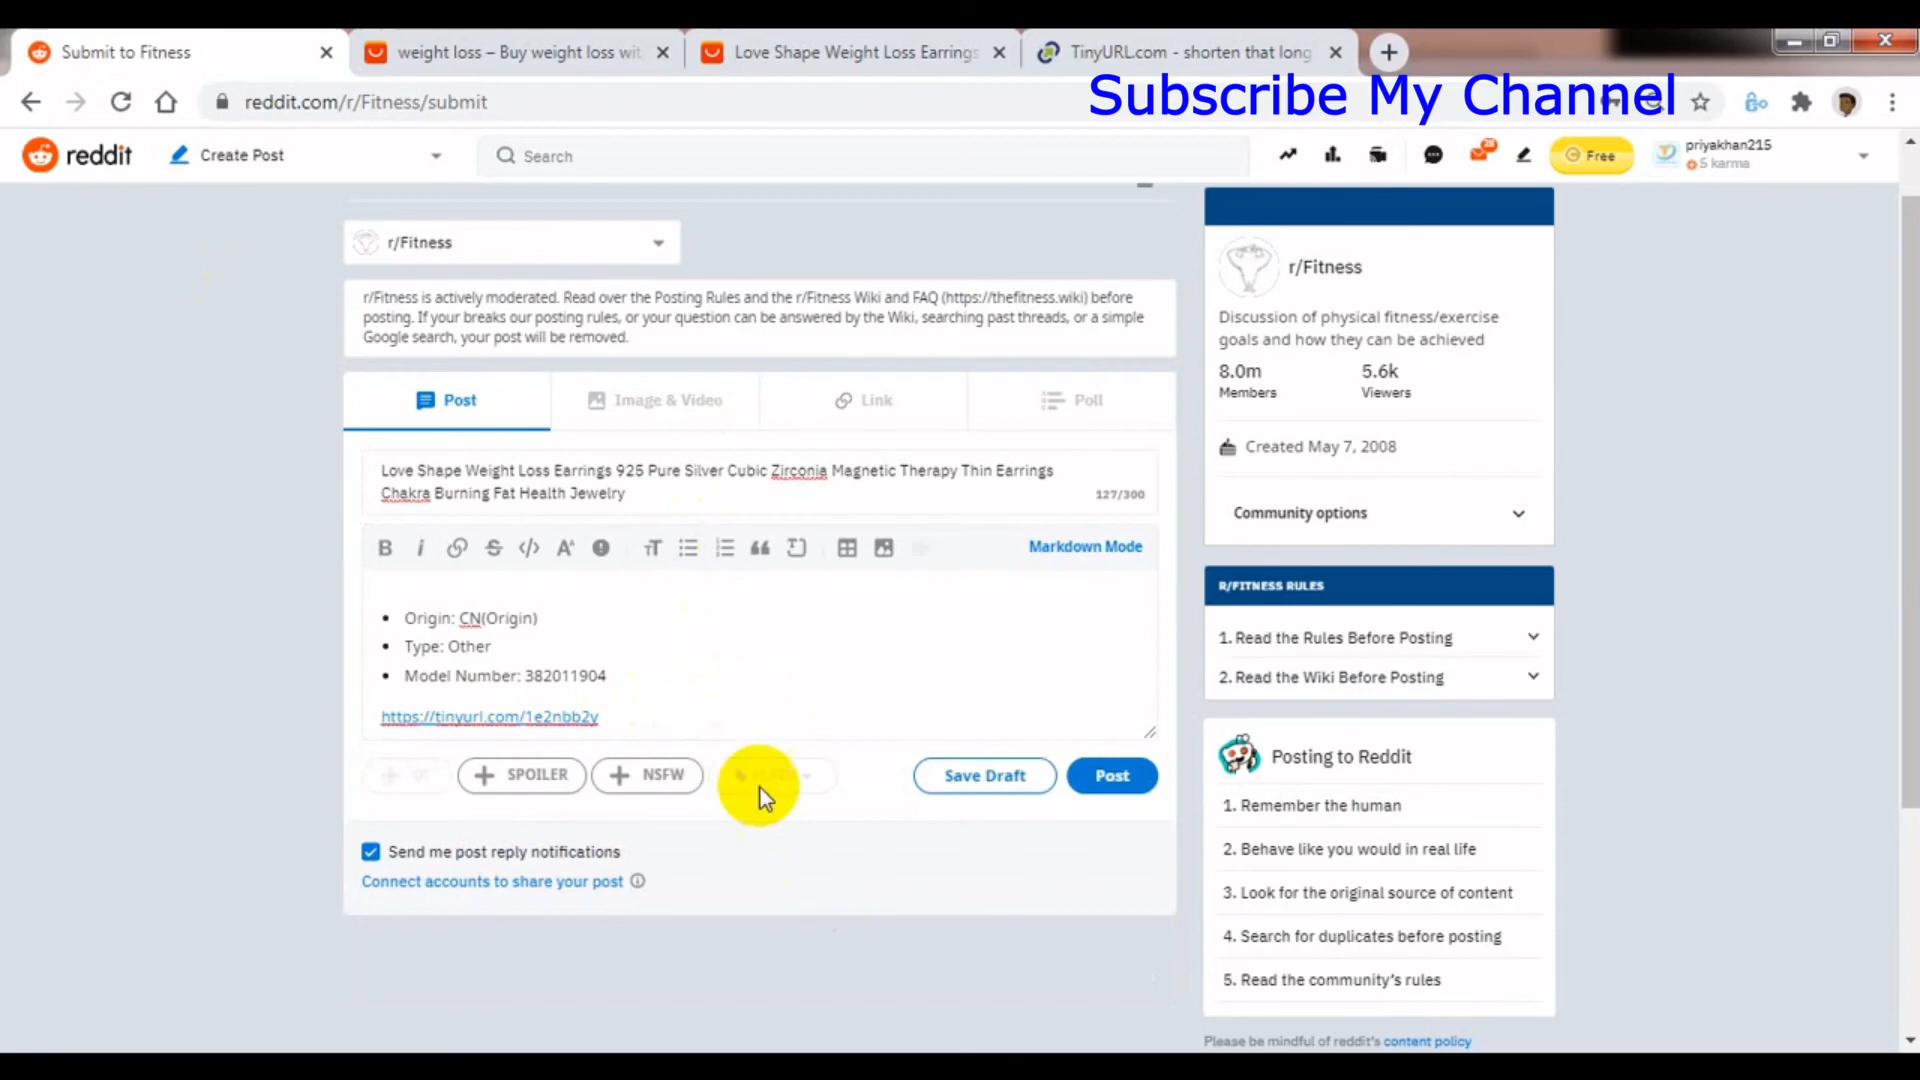 Submit to Fitness
weight loss – Buy weight loss wit
Love Shape Weight Loss Earrings
TinyURL.com - shorten that long
Subscribe My Channel
reddit.com/r/Fitness/submit
reddit
Create Post
Search
28
Free
priyakhan215
5 karma
r/Fitness
r/Fitness is actively moderated. Read over the Posting Rules and the r/Fitness Wiki and FAQ (https://thefitness.wiki) before
posting. If your breaks our posting rules, or your question can be answered by the Wiki, searching past threads, or a simple
Google search, your post will be removed.
Post
Image & Video
Link
Poll
Love Shape Weight Loss Earrings 925 Pure Silver Cubic Zirconia Magnetic Therapy Thin Earrings
Chakra Burning Fat Health Jewelry
127/300
Markdown Mode
Origin: CN(Origin)
Type: Other
Model Number: 382011904
https://tinyurl.com/1e2nbb2y
SPOILER
NSFW
Save Draft
Post
Send me post reply notifications
Connect accounts to share your post
r/Fitness
Discussion of physical fitness/exercise
goals and how they can be achieved
8.0m
5.6k
Members
Viewers
Created May 7, 2008
Community options
R/FITNESS RULES
1. Read the Rules Before Posting
2. Read the Wiki Before Posting
Posting to Reddit
1. Remember the human
2. Behave like you would in real life
3. Look for the original source of content
4. Search for duplicates before posting
5. Read the community's rules
Please be mindful of reddit's content policy